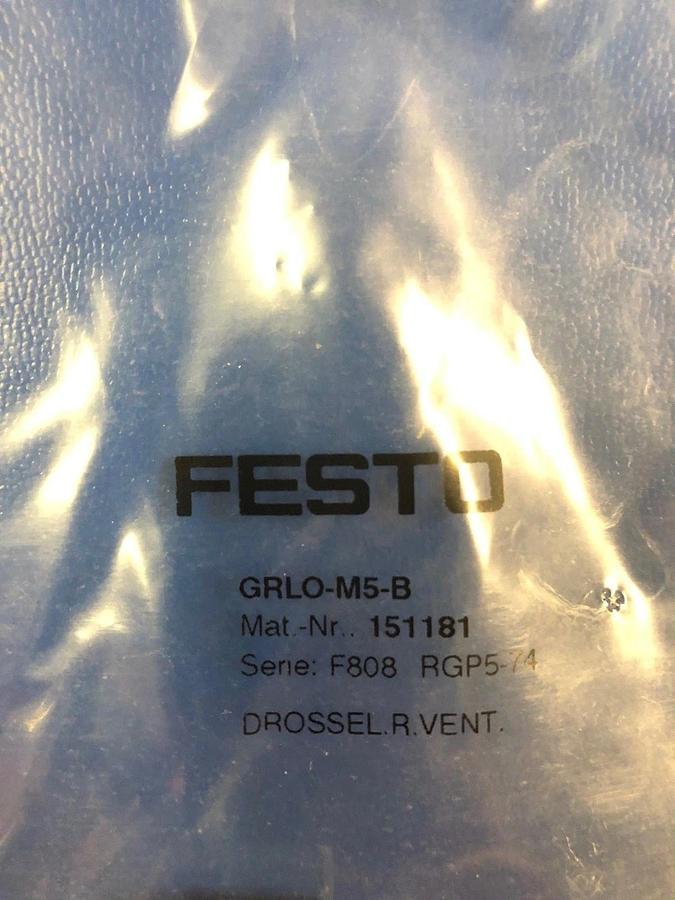 FESTO
GRLO-M5-B
Mat.-Nr.. 151181
Serie: F808 RGP5-74
DROSSEL.R.VENT.